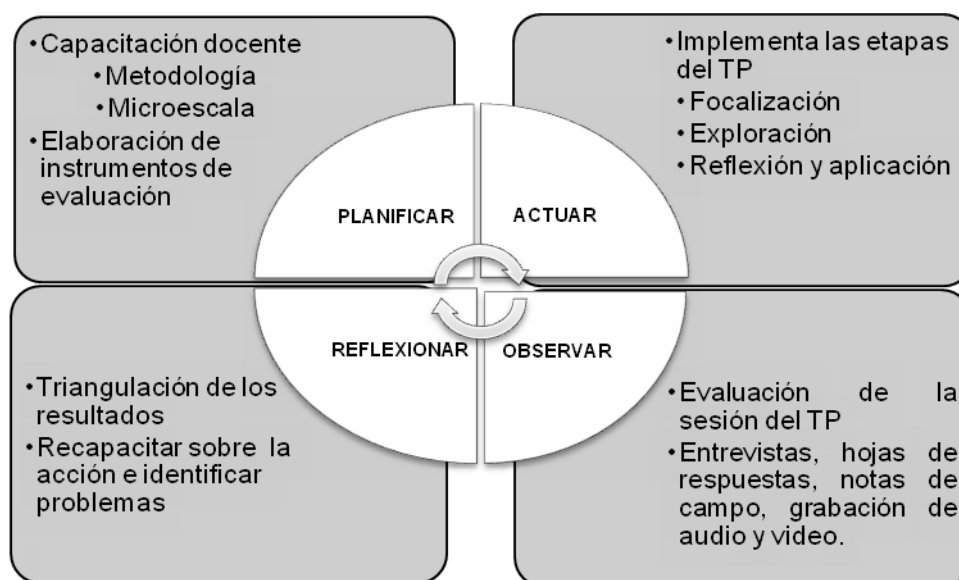 • Capacitación docente
• Metodología
• Microescala
• Elaboración de
instrumentos de
evaluación
• Implementa las etapas
del TP
• Focalización
• Exploración
• Reflexión y aplicación
PLANIFICAR
ACTUAR
REFLEXIONAR
OBSERVAR
• Triangulación de los
resultados
• Recapacitar sobre la
acción e identificar
problemas
• Evaluación de la
sesión del TP
• Entrevistas, hojas de
respuestas, notas de
campo, grabación de
audio y video.